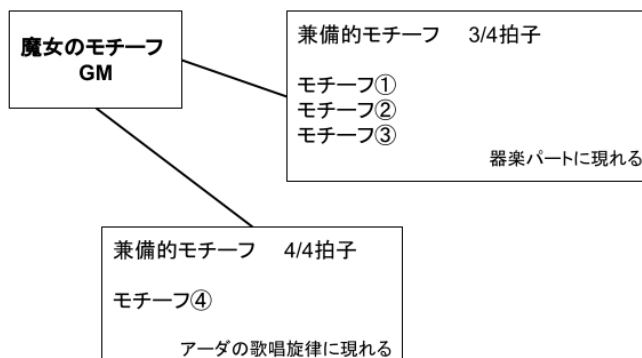 魔女のモチーフ
GM
兼備的モチーフ 3/4拍子
モチーフ①
モチーフ②
モチーフ③
器楽パートに現れる
兼備的モチーフ 4/4拍子
モチーフ④
アーダの歌唱旋律に現れる